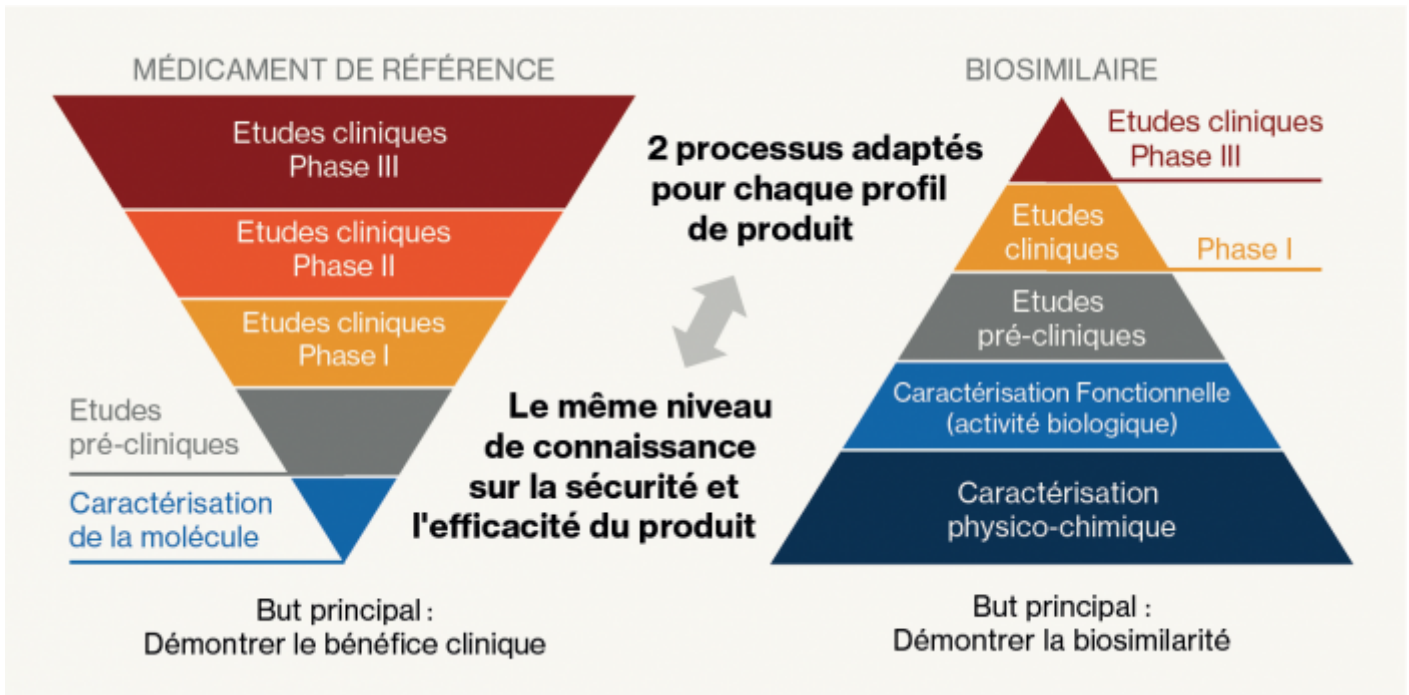 MÉDICAMENT DE RÉFÉRENCE
Etudes cliniques
Phase III
Etudes cliniques
Phase II
Etudes cliniques
Phase I
Etudes
pré-cliniques
Caractérisation
de la molécule
But principal :
Démontrer le bénéfice clinique
2 processus adaptés
pour chaque profil
de produit
Le même niveau
de connaissance
sur la sécurité et
l'efficacité du produit
BIOSIMILAIRE
Etudes cliniques
Phase III
Etudes
cliniques
Phase I
Etudes
pré-cliniques
Caractérisation Fonctionnelle
(activité biologique)
Caractérisation
physico-chimique
But principal :
Démontrer la biosimilarité